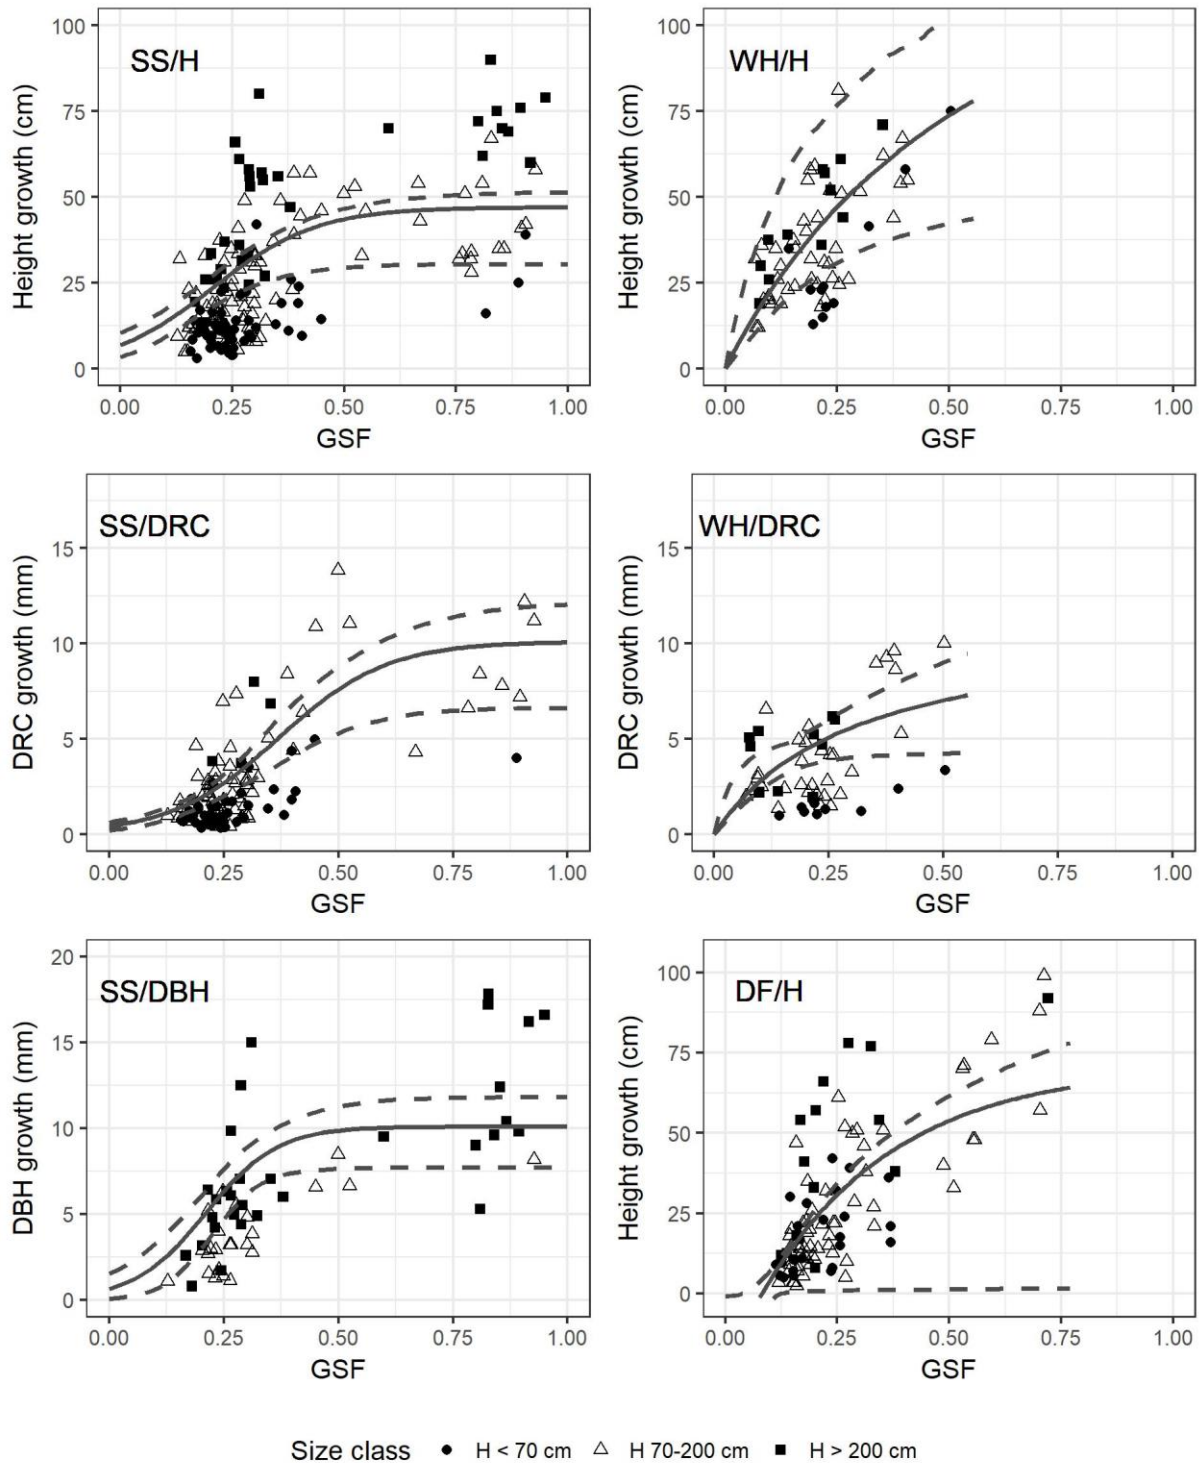 SS/H
Height growth (cm)
100
75
50
25
0
0.00 0.25 0.50 0.75 1.00
GSF
WH/H
Height growth (cm)
100
75
50
25
0
0.00 0.25 0.50 0.75 1.00
GSF
SS/DRC
DRC growth (mm)
15
10
5
0
0.00 0.25 0.50 0.75 1.00
GSF
WH/DRC
DRC growth (mm)
15
10
5
0
0.00 0.25 0.50 0.75 1.00
GSF
SS/DBH
DBH growth (mm)
20
15
10
5
0
0.00 0.25 0.50 0.75 1.00
GSF
DF/H
Height growth (cm)
100
75
50
25
0
0.00 0.25 0.50 0.75 1.00
GSF
Size class H < 70 cm H 70-200 cm H > 200 cm